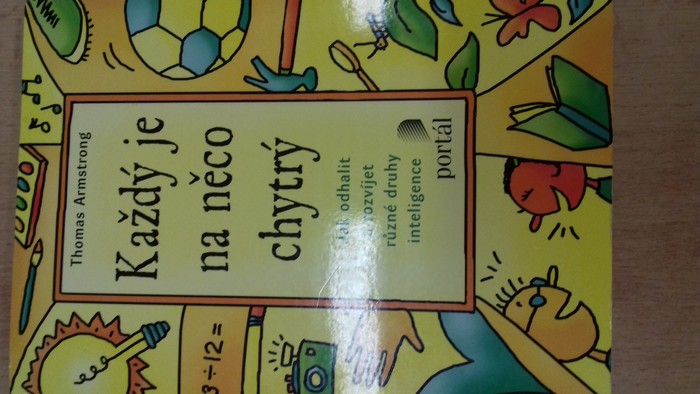 Thomas Armstrong
Každý je
na něco
chytrý
Jak odhalit
rozvíjet
různé druhy
inteligence
portál
3÷12=